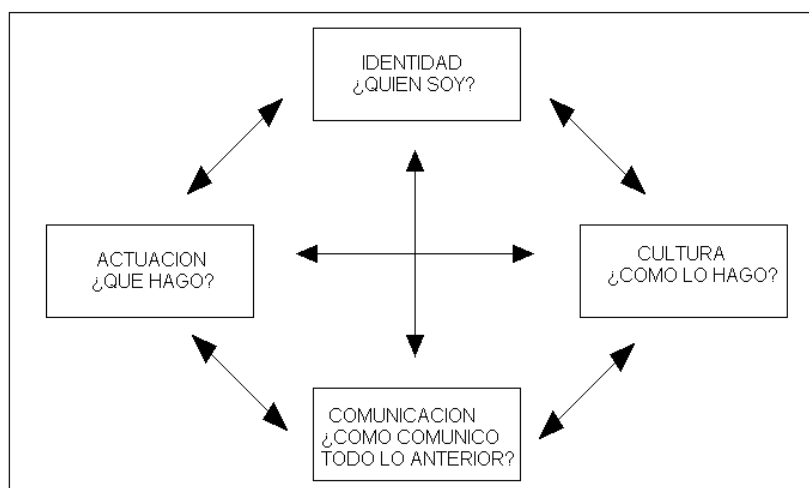 IDENTIDAD
¿QUIEN SOY?
ACTUACION
¿QUE HAGO?
CULTURA
¿COMO LO HAGO?
COMUNICACION
¿COMO COMUNICO
TODO LO ANTERIOR?